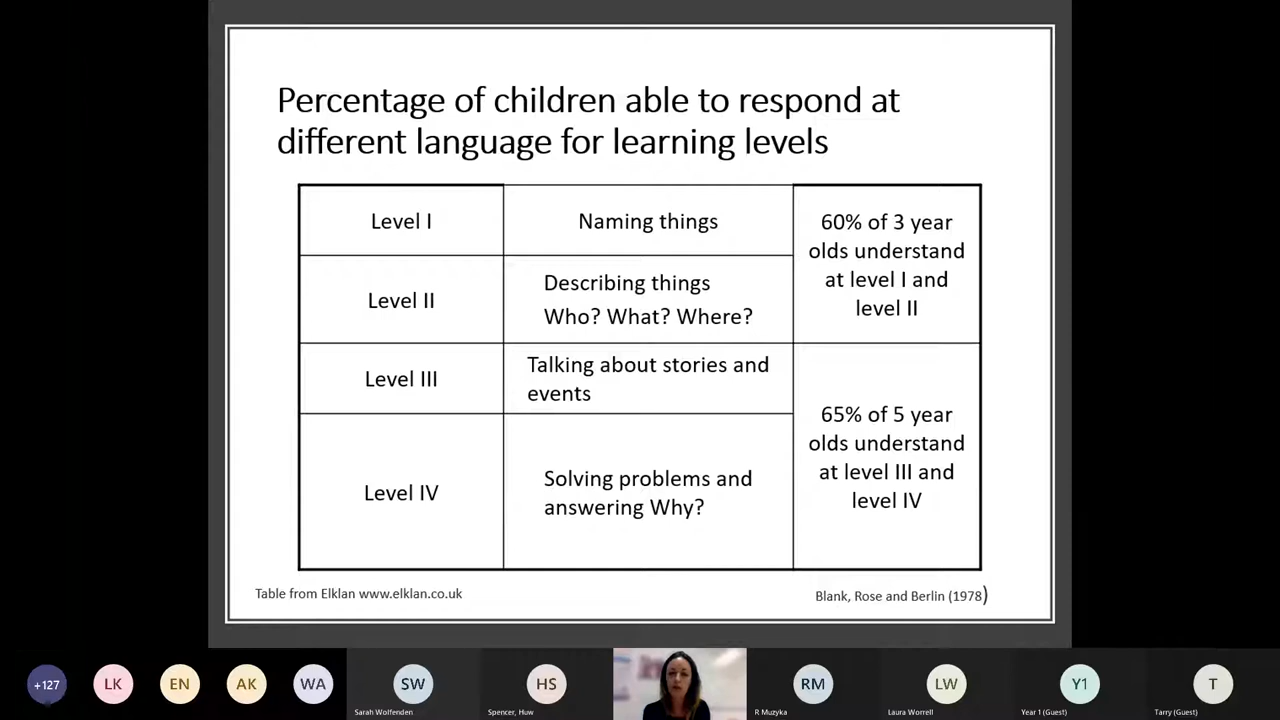 Percentage of children able to respond at
different language for learning levels
Level I
Naming things
60% of 3 year
olds understand
at level I and
level II
Level II
Describing things
Who? What? Where?
Level III
Talking about stories and
events
65% of 5 year
olds understand
at level III and
level IV
Level IV
Solving problems and
answering Why?
Table from Elklan www.elklan.co.uk
Blank, Rose and Berlin (1978)
+127
LK
EN
AK
WA
SW
Sarah Wolfenden
HS
Spencer, Huw
RM
R Muzyka
LW
Laura Worrell
Y1
Year 1 (Guest)
T
Tarry (Guest)